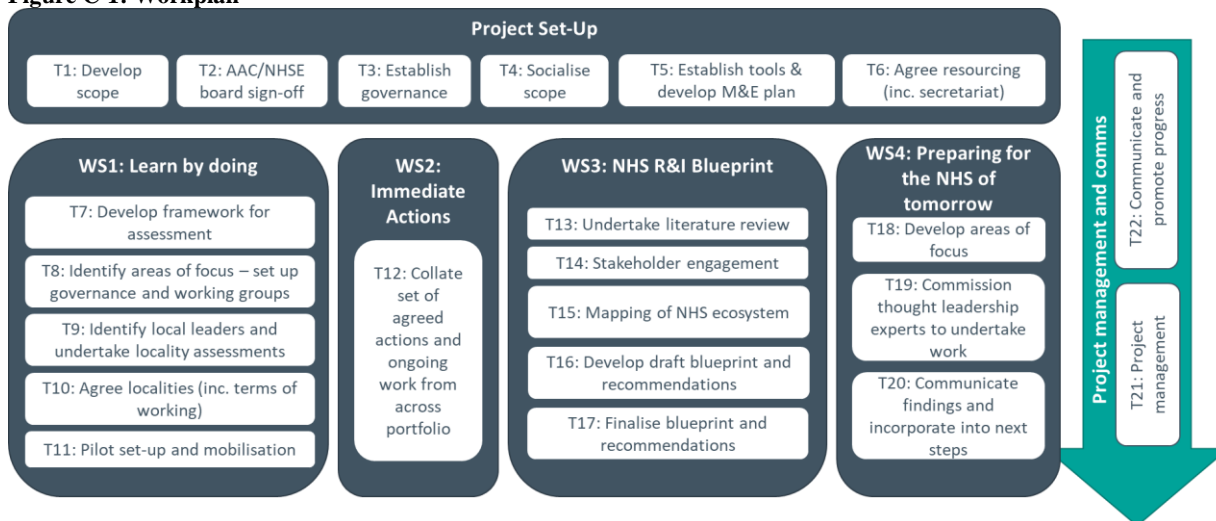 Figure C-1: Workplan
Project Set-Up
T1: Develop
scope
T2: AAC/NHSE
board sign-off
T3: Establish
governance
T4: Socialise
scope
T5: Establish tools &
develop M&E plan
T6: Agree resourcing
(inc. secretariat)
WS1: Learn by doing
T7: Develop framework for
assessment
T8: Identify areas of focus – set up
governance and working groups
T9: Identify local leaders and
undertake locality assessments
T10: Agree localities (inc. terms of
working)
T11: Pilot set-up and mobilisation
WS2:
Immediate
Actions
T12: Collate
set of
agreed
actions and
ongoing
work from
across
portfolio
WS3: NHS R&I Blueprint
T13: Undertake literature review
T14: Stakeholder engagement
T15: Mapping of NHS ecosystem
T16: Develop draft blueprint and
recommendations
T17: Finalise blueprint and
recommendations
WS4: Preparing for
the NHS of
tomorrow
T18: Develop areas of
focus
T19: Commission
thought leadership
experts to undertake
work
T20: Communicate
findings and
incorporate into next
steps
Project management and comms
T22: Communicate and
promote progress
T21: Project
management